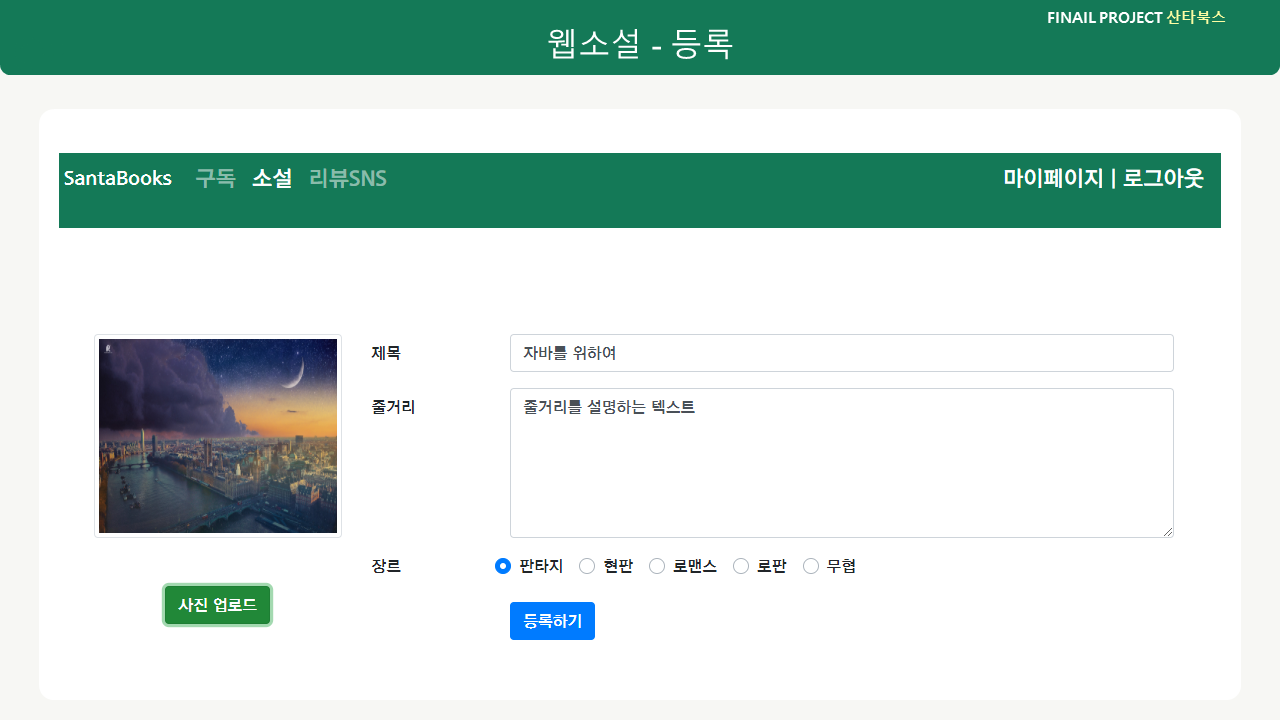 FINAIL PROJECT 산타북스
웹소설 - 등록
SantaBooks 구독 소설 리뷰SNS 마이페이지 | 로그아웃
제목 자바를 위하여
줄거리 줄거리를 설명하는 텍스트
장르 판타지 현판 로맨스 로판 무협
사진 업로드
등록하기